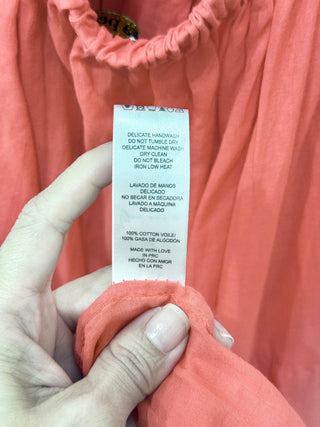 DELICATE HANDWASH
DO NOT TUMBLE DRY
DELICATE MACHINE WASH
DRY CLEAN
DO NOT BLEACH
IRON LOW HEAT
LAVADO DE MANOS
DELICADO
NO SECAR EN SECADORA
LAVADO A MÁQUINA
DELICADO
100% COTTON VOILE/
100% GASA DE ALGODÓN
MADE WITH LOVE
IN PRC
HECHO CON AMOR
EN LA PRC